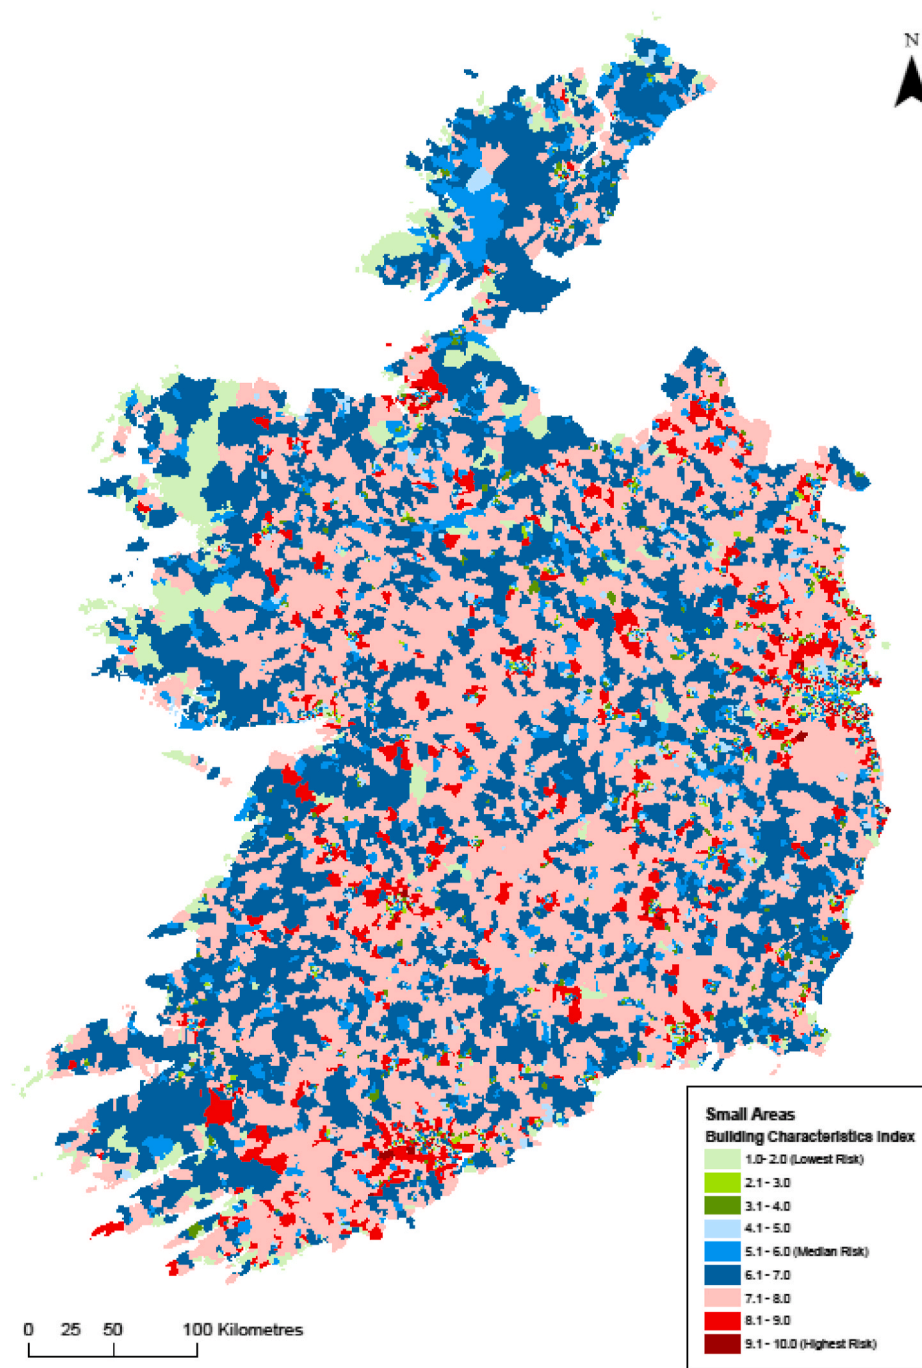 N
Small Areas
Building Characteristics Index
1.0- 2.0 (Lowest Risk)
2.1 - 3.0
3.1 - 4.0
4.1 - 5.0
5.1 - 6.0 (Median Risk)
6.1 - 7.0
7.1 - 8.0
8.1 - 9.0
9.1 - 10.0 (Highest Risk)
0 25 50 100 Kilometres